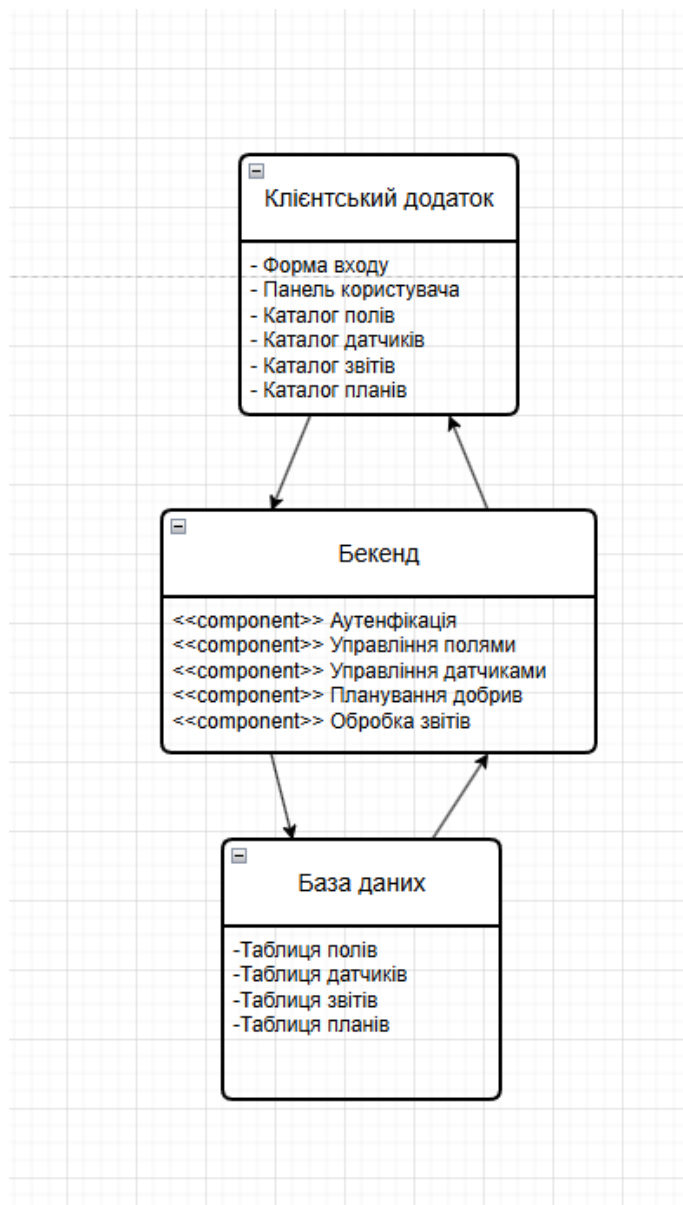 Клієнтський додаток
- Форма входу
- Панель користувача
- Каталог полів
- Каталог датчиків
- Каталог звітів
- Каталог планів
Бекенд
<<component>> Аутенфікація
<<component>> Управління полями
<<component>> Управління датчиками
<<component>> Планування добрив
<<component>> Обробка звітів
База даних
-Таблиця полів
-Таблиця датчиків
-Таблиця звітів
-Таблиця планів